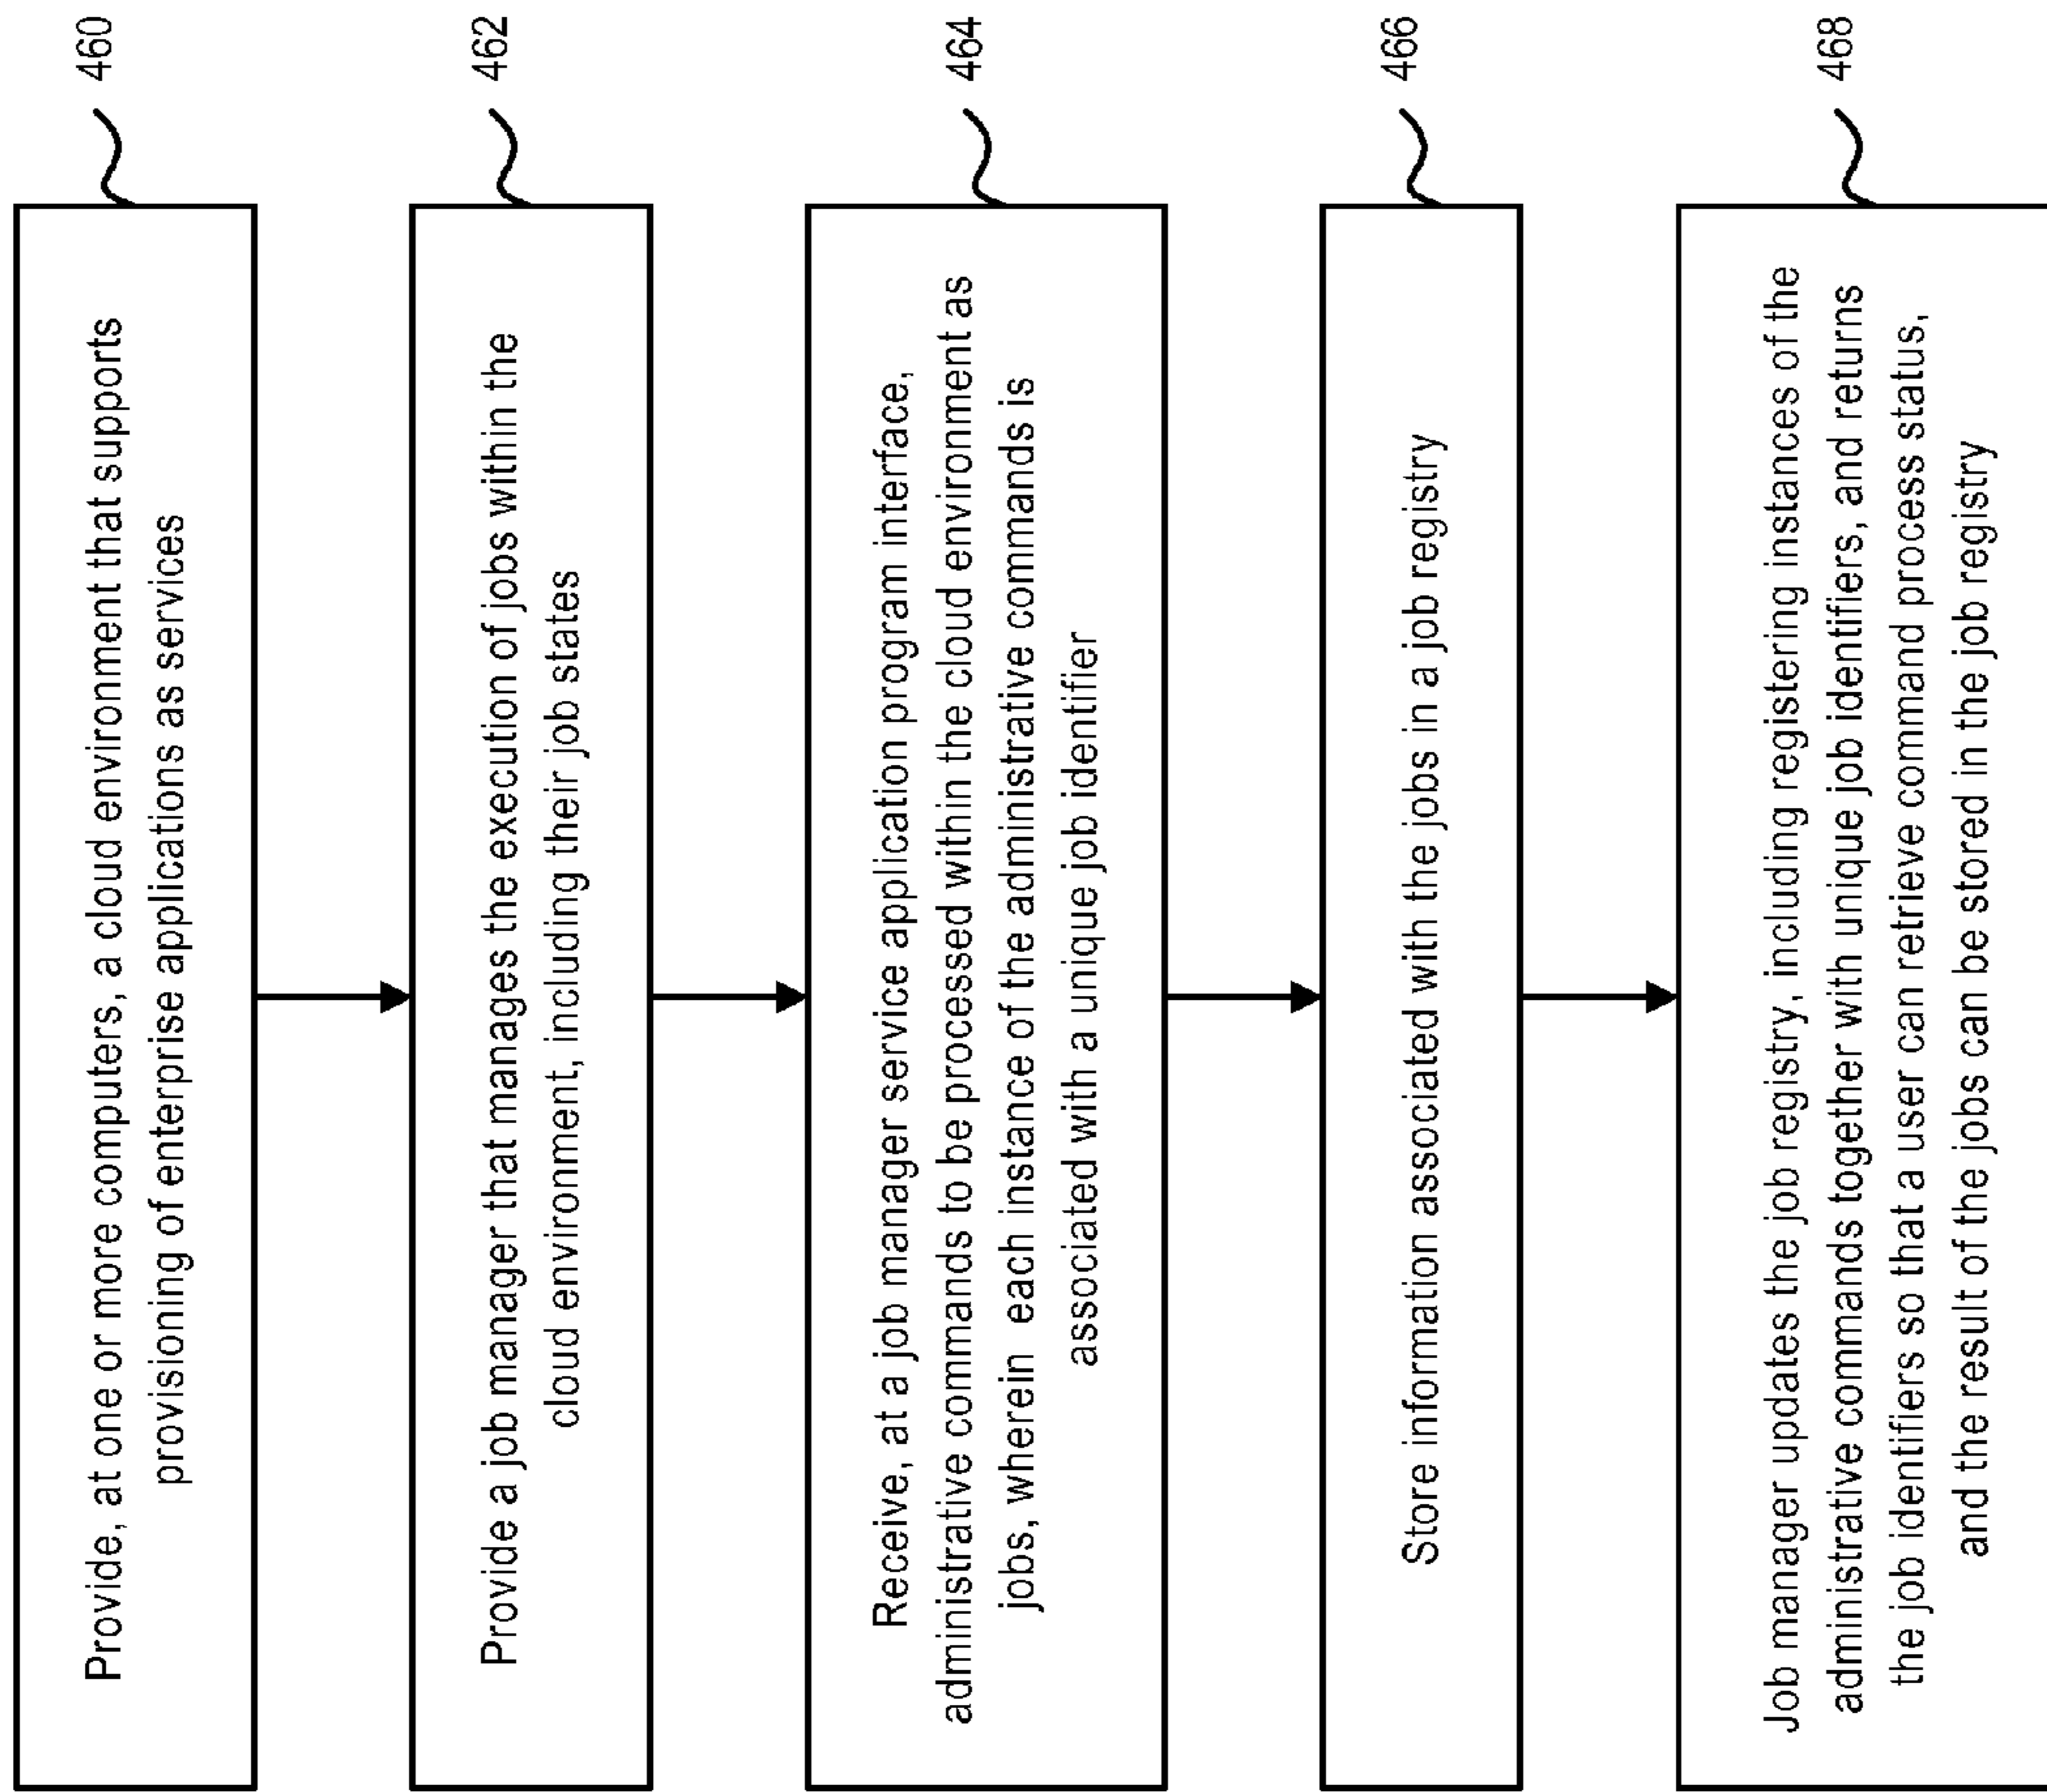 Provide, at one or more computers, a cloud environment that supports
provisioning of enterprise applications as services
460
Provide a job manager that manages the execution of jobs within the
cloud environment, including their job states
462
Receive, at a job manager service application program interface,
administrative commands to be processed within the cloud environment as
jobs, wherein each instance of the administrative commands is
associated with a unique job identifier
464
Store information associated with the jobs in a job registry
466
Job manager updates the job registry, including registering instances of the
administrative commands together with unique job identifiers, and returns
the job identifiers so that a user can retrieve command process status,
and the result of the jobs can be stored in the job registry
468